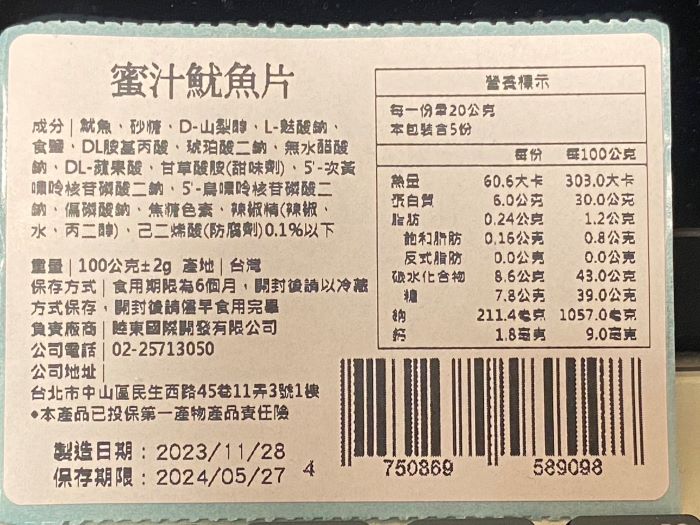 蜜汁魷魚片
成分｜魷魚、砂糖、D-山梨醇、L-麩酸鈉、
食鹽、DL胺基丙酸、琥珀酸二鈉、無水醋酸
鈉、DL-蘋果酸、甘草酸胺(甜味劑)、5'-次黃
嘌呤核苷磷酸二鈉、5'-鳥嘌呤核苷磷酸二
鈉、偏磷酸鈉、焦糖色素、辣椒精(辣椒、
水、丙二醇)、己二烯酸(防腐劑)0.1%以下
重量｜100公克±2g 產地｜台灣
保存方式｜食用期限為6個月，開封後請以冷藏
方式保存，開封後請儘早食用完畢
負責廠商｜陸東國際開發有限公司
公司電話｜02-25713050
公司地址｜
台北市中山區民生西路45巷11弄3號1樓
●本產品已投保第一產物產品責任險
製造日期：2023/11/28
保存期限：2024/05/27 4
營養標示
每一份量20公克
本包裝含5份
每份 每100公克
熱量 60.6大卡 303.0大卡
蛋白質 6.0公克 30.0公克
脂肪 0.24公克 1.2公克
飽和脂肪 0.16公克 0.8公克
反式脂肪 0.0公克 0.0公克
碳水化合物 8.6公克 43.0公克
糖 7.8公克 39.0公克
鈉 211.4毫克 1057.0毫克
鈣 1.8毫克 9.0毫克
750869 589098